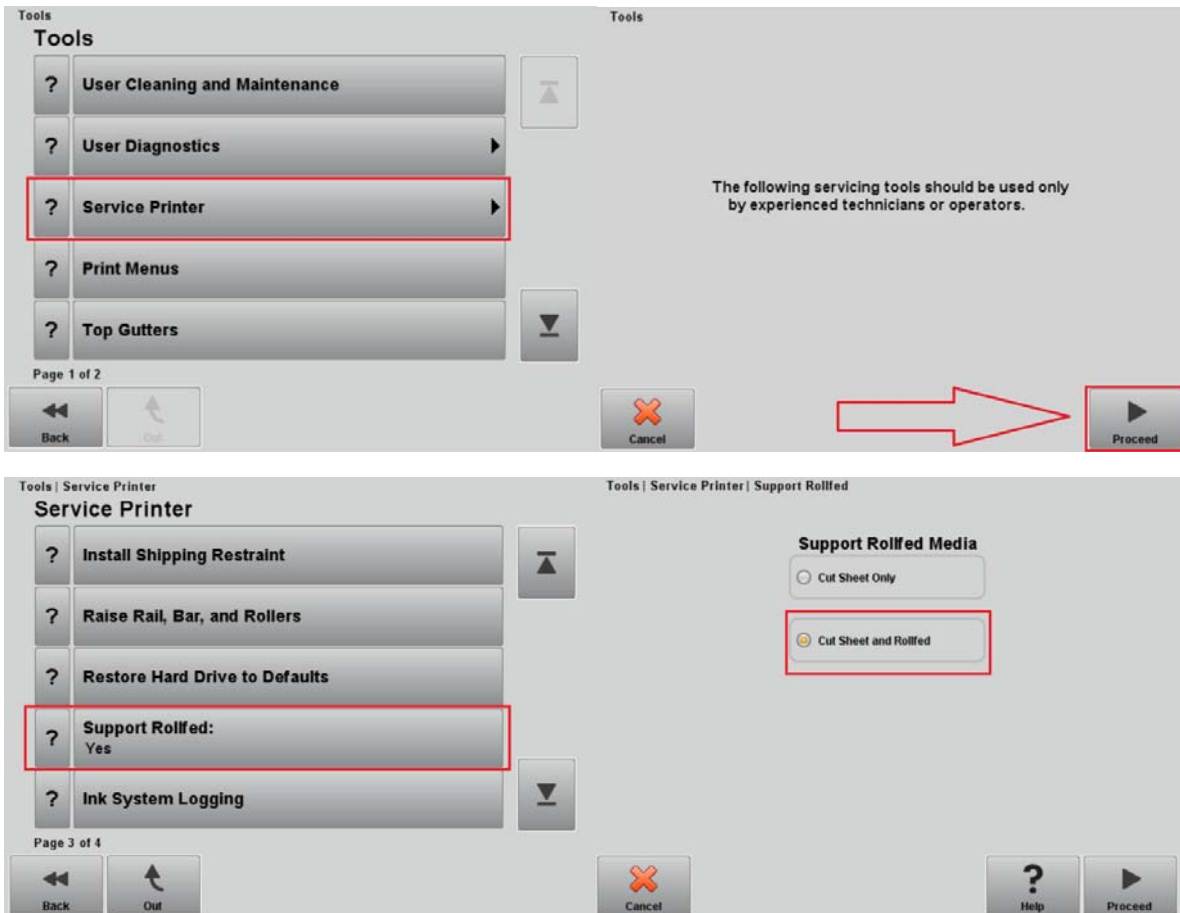 Tools
Tools
? User Cleaning and Maintenance
? User Diagnostics
? Service Printer
? Print Menus
? Top Gutters
Page 1 of 2
Back
Out
Tools
The following servicing tools should be used only
by experienced technicians or operators.
Cancel
Proceed
Tools | Service Printer
Service Printer
? Install Shipping Restraint
? Raise Rail, Bar, and Rollers
? Restore Hard Drive to Defaults
? Support Rollfed:
Yes
? Ink System Logging
Page 3 of 4
Back
Out
Tools | Service Printer | Support Rollfed
Support Rollfed Media
Cut Sheet Only
Cut Sheet and Rollfed
Cancel
?
Help
Proceed